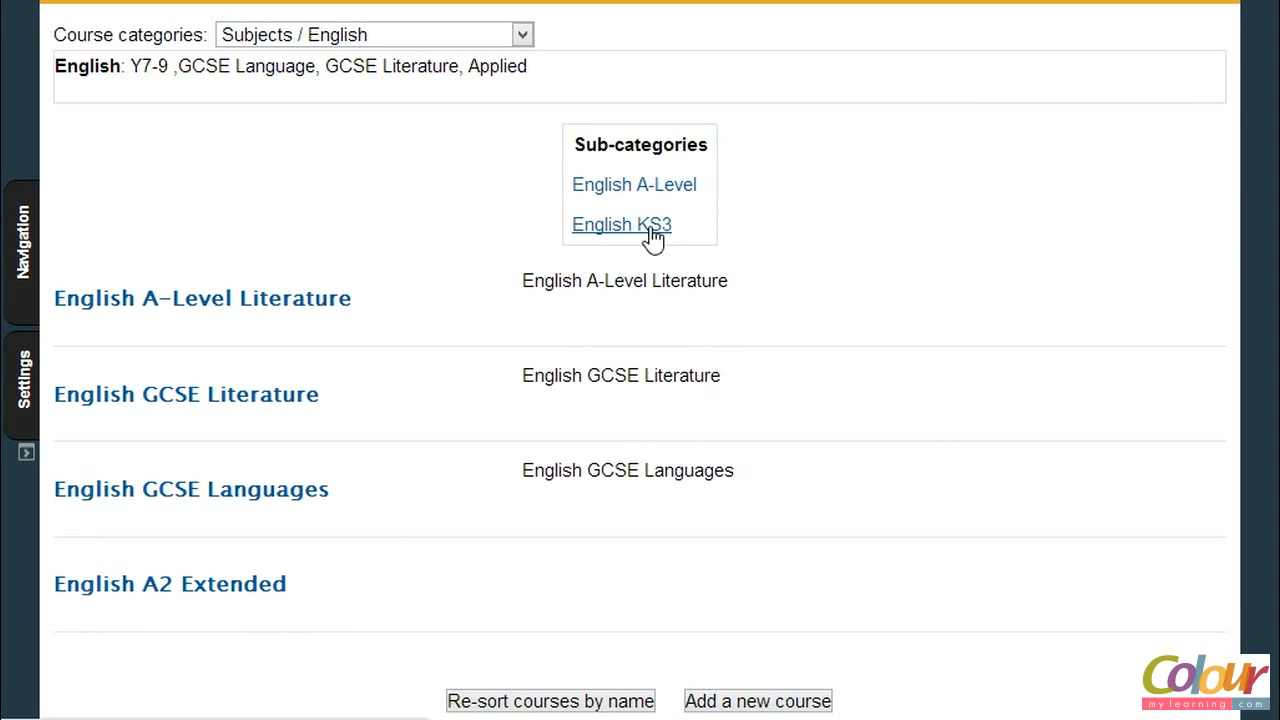 Course categories: Subjects / English
English: Y7-9 ,GCSE Language, GCSE Literature, Applied
Sub-categories
English A-Level
English KS3
Navigation
Settings
English A-Level Literature
English A-Level Literature
English GCSE Literature
English GCSE Literature
English GCSE Languages
English GCSE Languages
English A2 Extended
Re-sort courses by name
Add a new course
Colour
mylearning.com